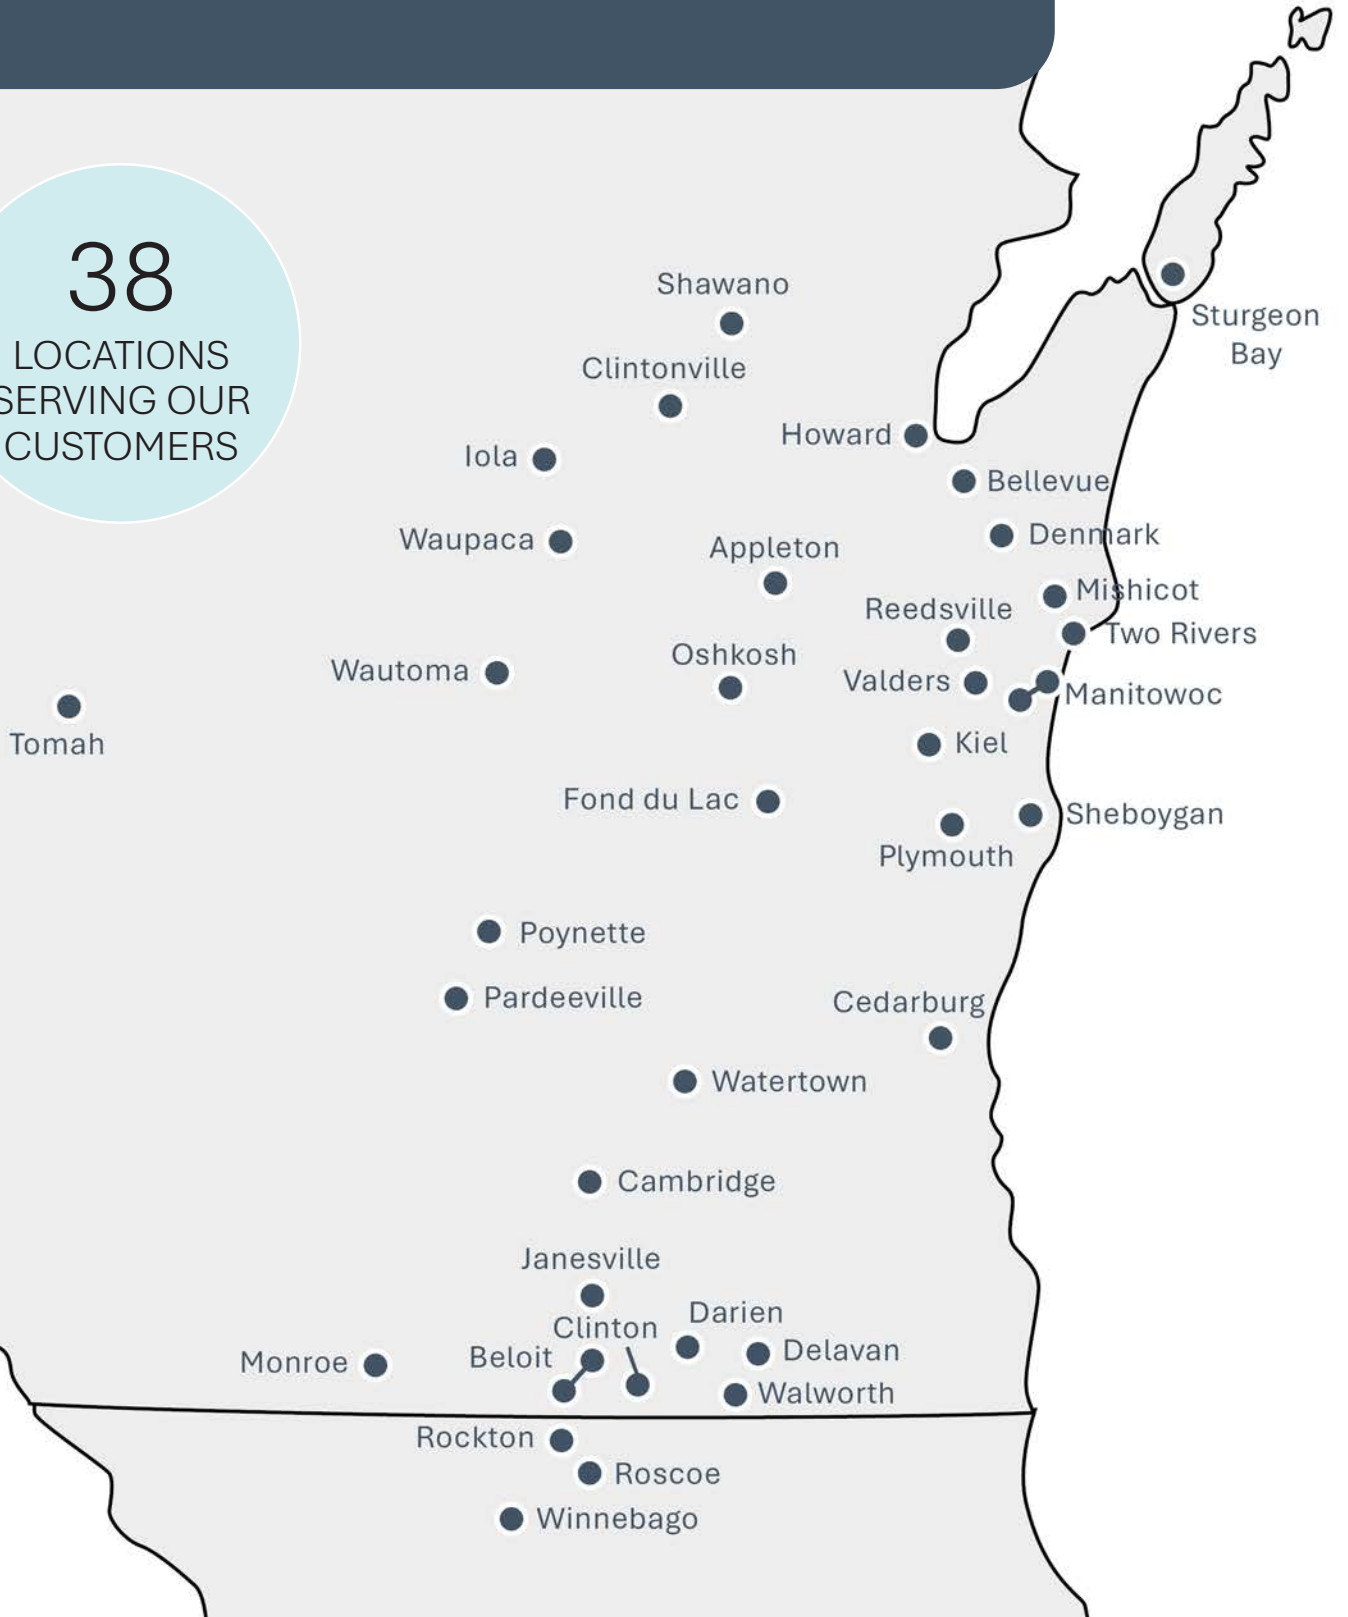 38
LOCATIONS
SERVING OUR
CUSTOMERS
Shawano
Sturgeon
Bay
Clintonville
Howard
Iola
Bellevue
Denmark
Waupaca
Appleton
Mishicot
Reedsville
Two Rivers
Oshkosh
Wautoma
Valders
Manitowoc
Tomah
Kiel
Fond du Lac
Sheboygan
Plymouth
Poynette
Pardeeville
Cedarburg
Watertown
Cambridge
Janesville
Darien
Clinton
Delavan
Beloit
Monroe
Walworth
Rockton
Roscoe
Winnebago